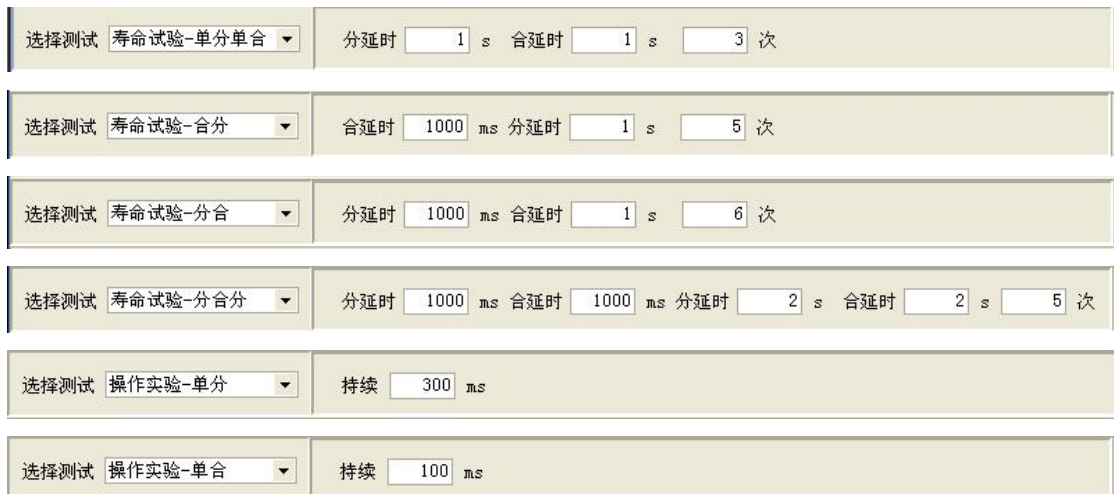 选择测试 寿命试验-单分单合 分延时 1 s 合延时 1 s 3 次
选择测试 寿命试验-合分 合延时 1000 ms 分延时 1 s 5 次
选择测试 寿命试验-分合 分延时 1000 ms 合延时 1 s 6 次
选择测试 寿命试验-分合分 分延时 1000 ms 合延时 1000 ms 分延时 2 s 合延时 2 s 5 次
选择测试 操作实验-单分 持续 300 ms
选择测试 操作实验-单合 持续 100 ms